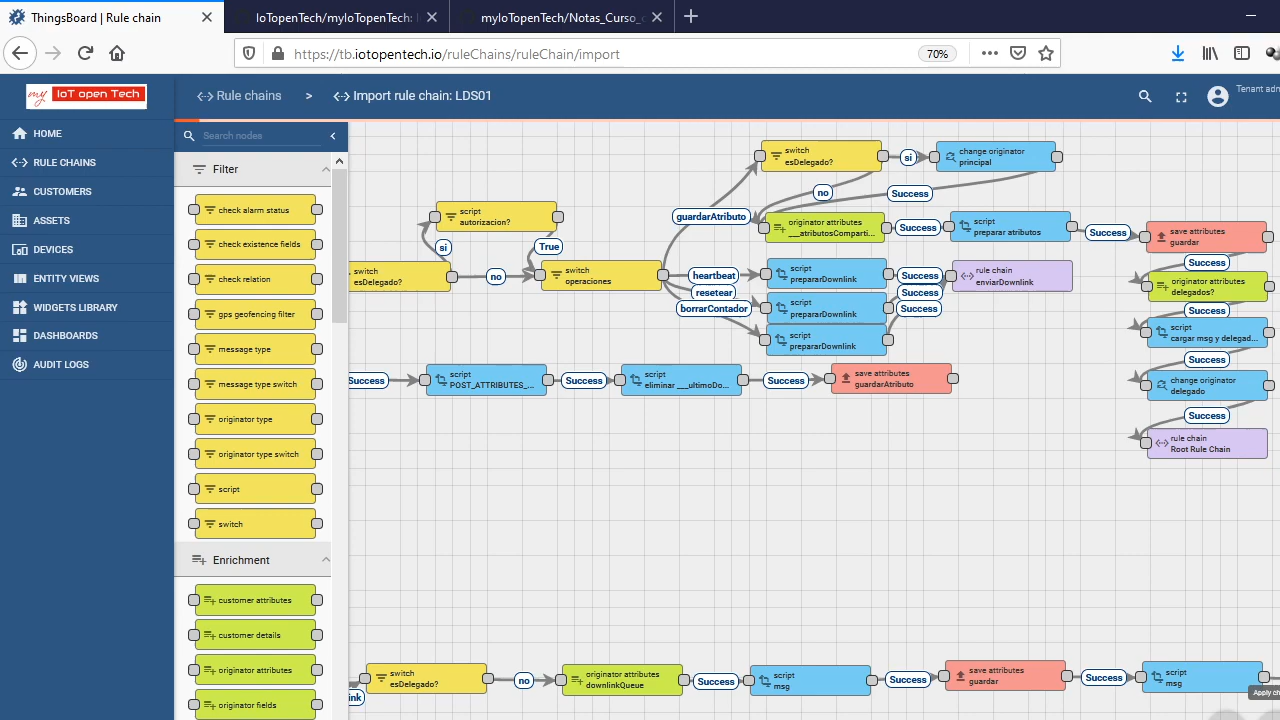 ThingsBoard | Rule chain
IoTopenTech/myIoTopenTech:
myIoTopenTech/Notas_Curso_
https://tb.iotopentech.io/ruleChains/ruleChain/import
70%
my IoT open Tech
Rule chains > Import rule chain: LDS01
Tenant adm
HOME
RULE CHAINS
CUSTOMERS
ASSETS
DEVICES
ENTITY VIEWS
WIDGETS LIBRARY
DASHBOARDS
AUDIT LOGS
Search nodes
Filter
check alarm status
check existence fields
check relation
gps geofencing filter
message type
message type switch
originator type
originator type switch
script
switch
Enrichment
customer attributes
customer details
originator attributes
originator fields
switch
esDelegado?
si
change originator
principal
no
Success
script
autorizacion?
guardarAtributo
originator attributes
___atributosComparti...
Success
script
preparar atributos
Success
save attributes
guardar
si
True
switch
esDelegado?
no
switch
operaciones
heartbeat
resetear
borrarContador
script
prepararDownlink
script
prepararDownlink
script
prepararDownlink
Success
Success
Success
rule chain
enviarDownlink
Success
originator attributes
delegados?
Success
script
cargar msg y delegad...
Success
change originator
delegado
Success
rule chain
Root Rule Chain
Success
script
POST_ATTRIBUTES_...
Success
script
eliminar ___ultimoDo...
Success
save attributes
guardarAtributo
ink
switch
esDelegado?
no
originator attributes
downlinkQueue
Success
script
msg
Success
save attributes
guardar
Success
script
msg
Apply ch